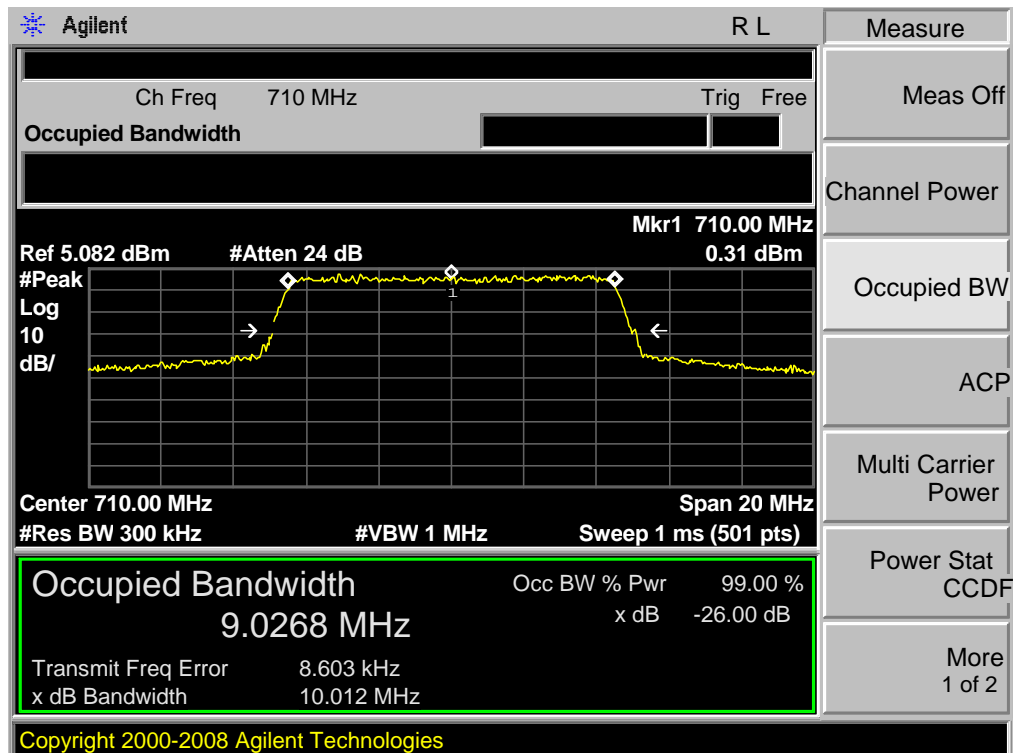 Agilent R L Measure
Ch Freq 710 MHz Trig Free
Occupied Bandwidth
Meas Off
Channel Power
Occupied BW
ACP
Multi Carrier
Power
Power Stat
CCDF
More
1 of 2
Mkr1 710.00 MHz
Ref 5.082 dBm #Atten 24 dB 0.31 dBm
#Peak
Log
10
dB/
1
Center 710.00 MHz Span 20 MHz
#Res BW 300 kHz #VBW 1 MHz Sweep 1 ms (501 pts)
Occupied Bandwidth Occ BW % Pwr 99.00 %
9.0268 MHz x dB -26.00 dB
Transmit Freq Error 8.603 kHz
x dB Bandwidth 10.012 MHz
Copyright 2000-2008 Agilent Technologies